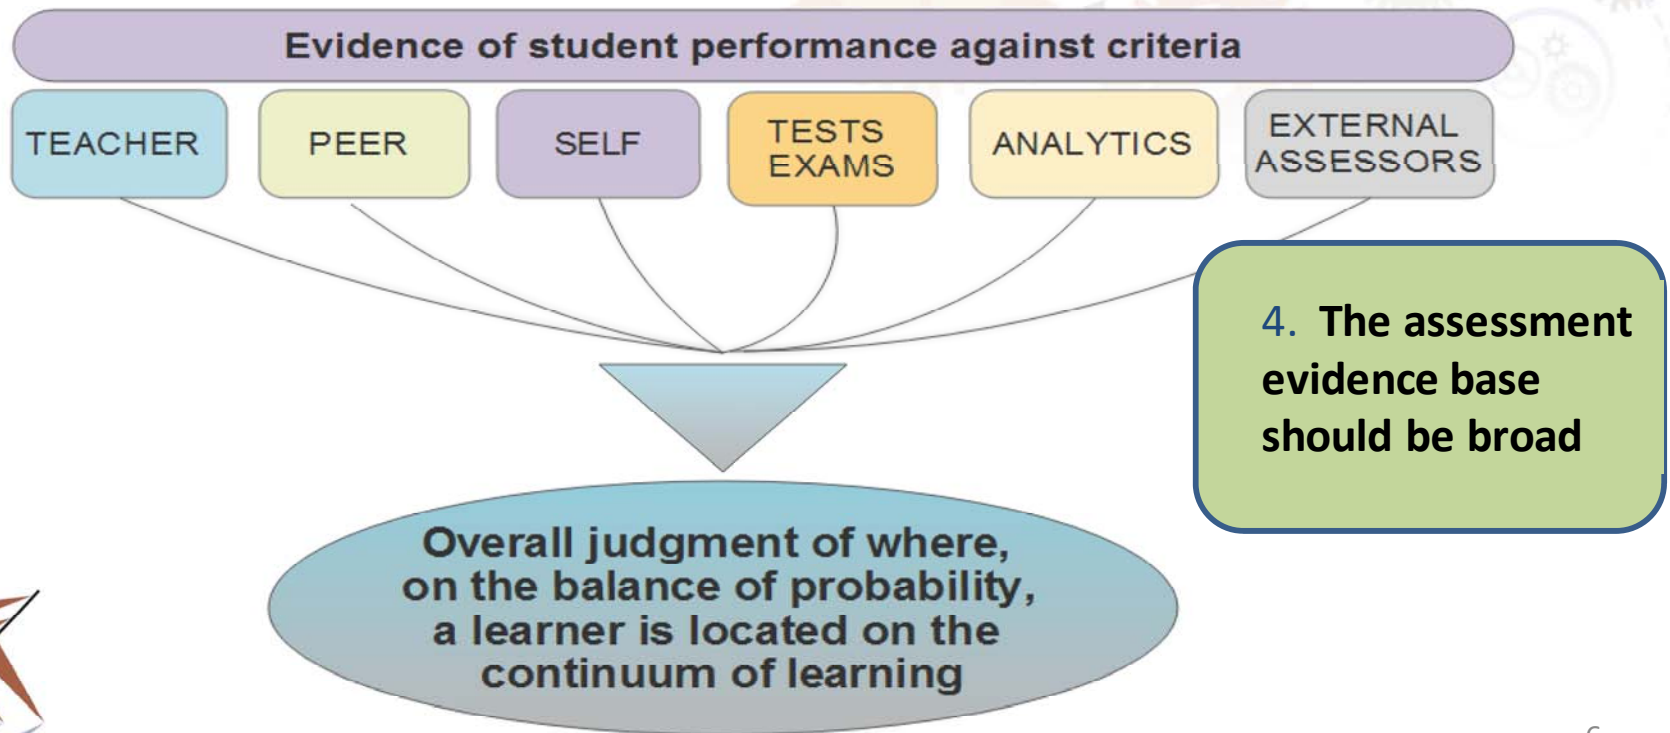 Evidence of student performance against criteria
TEACHER
PEER
SELF
TESTS
EXAMS
ANALYTICS
EXTERNAL
ASSESSORS
4. The assessment
evidence base
should be broad
Overall judgment of where,
on the balance of probability,
a learner is located on the
continuum of learning